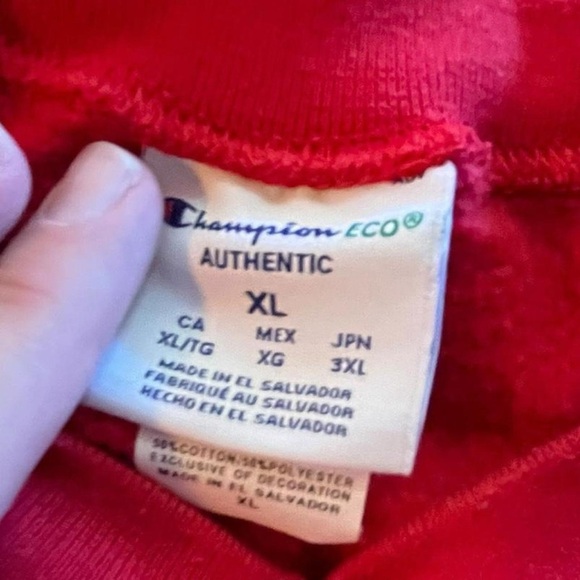 Champion ECO®
AUTHENTIC
XL
CA MEX JPN
XL/TG XG 3XL
MADE IN EL SALVADOR
FABRIQUÉ AU SALVADOR
HECHO EN EL SALVADOR
50%COTTON 50%POLYESTER
EXCLUSIVE OF DECORATION
MADE IN EL SALVADOR
XL